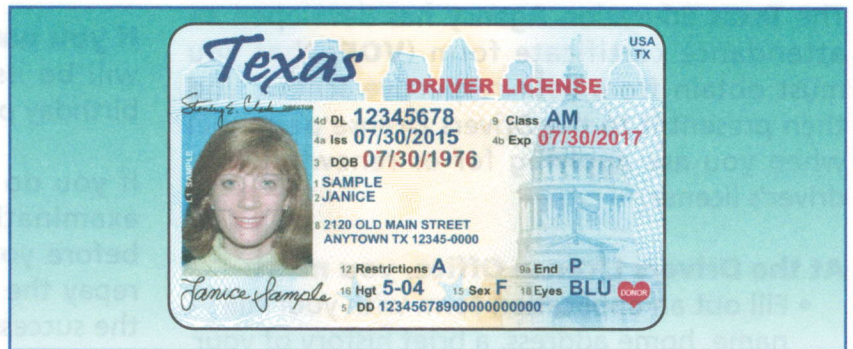 Texas
USA
TX
DRIVER LICENSE
DIRECTOR
4d DL 12345678 9 Class AM
4a Iss 07/30/2015 4b Exp 07/30/2017
3 DOB 07/30/1976
1 SAMPLE
2 JANICE
8 2120 OLD MAIN STREET
ANYTOWN TX 12345-0000
12 Restrictions A 9a End P
16 Hgt 5-04 15 Sex F 18 Eyes BLU DONOR
5 DD 12345678900000000000
L1 SAMPLE
Janice Sample